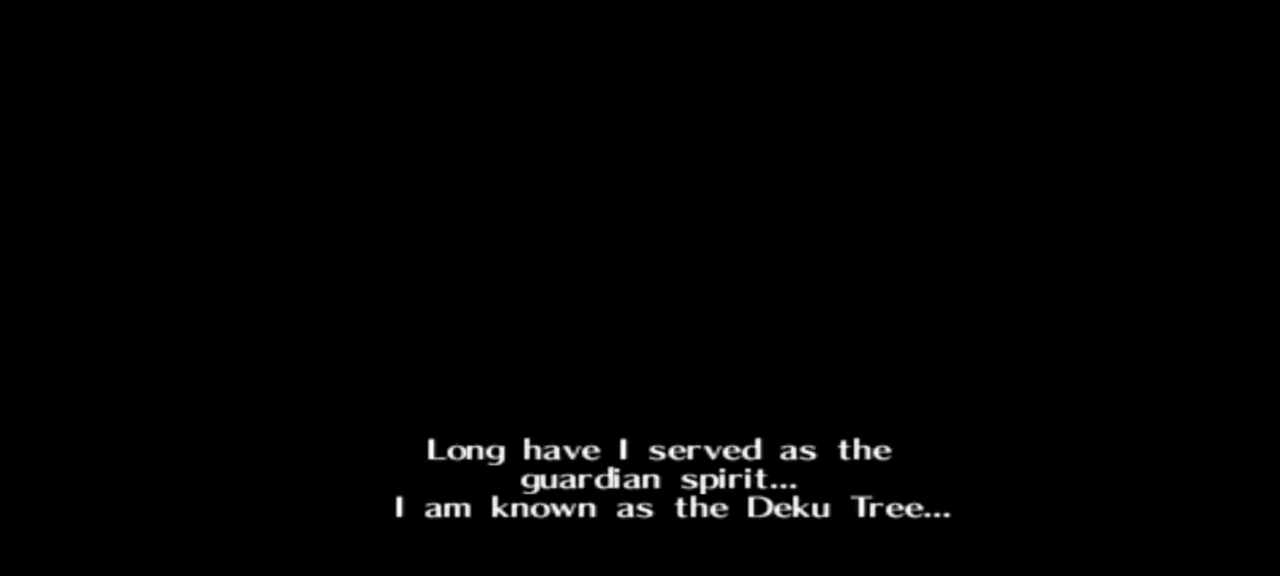 Long have I served as the
guardian spirit...
I am known as the Deku Tree...